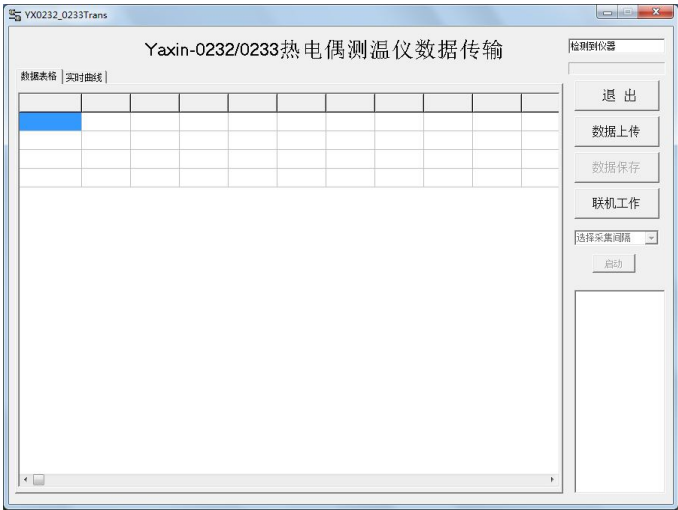 YX0232_0233Trans
Yaxin-0232/0233热电偶测温仪数据传输
检测到仪器
数据表格 实时曲线
退 出
数据上传
数据保存
联机工作
选择采集间隔
启动